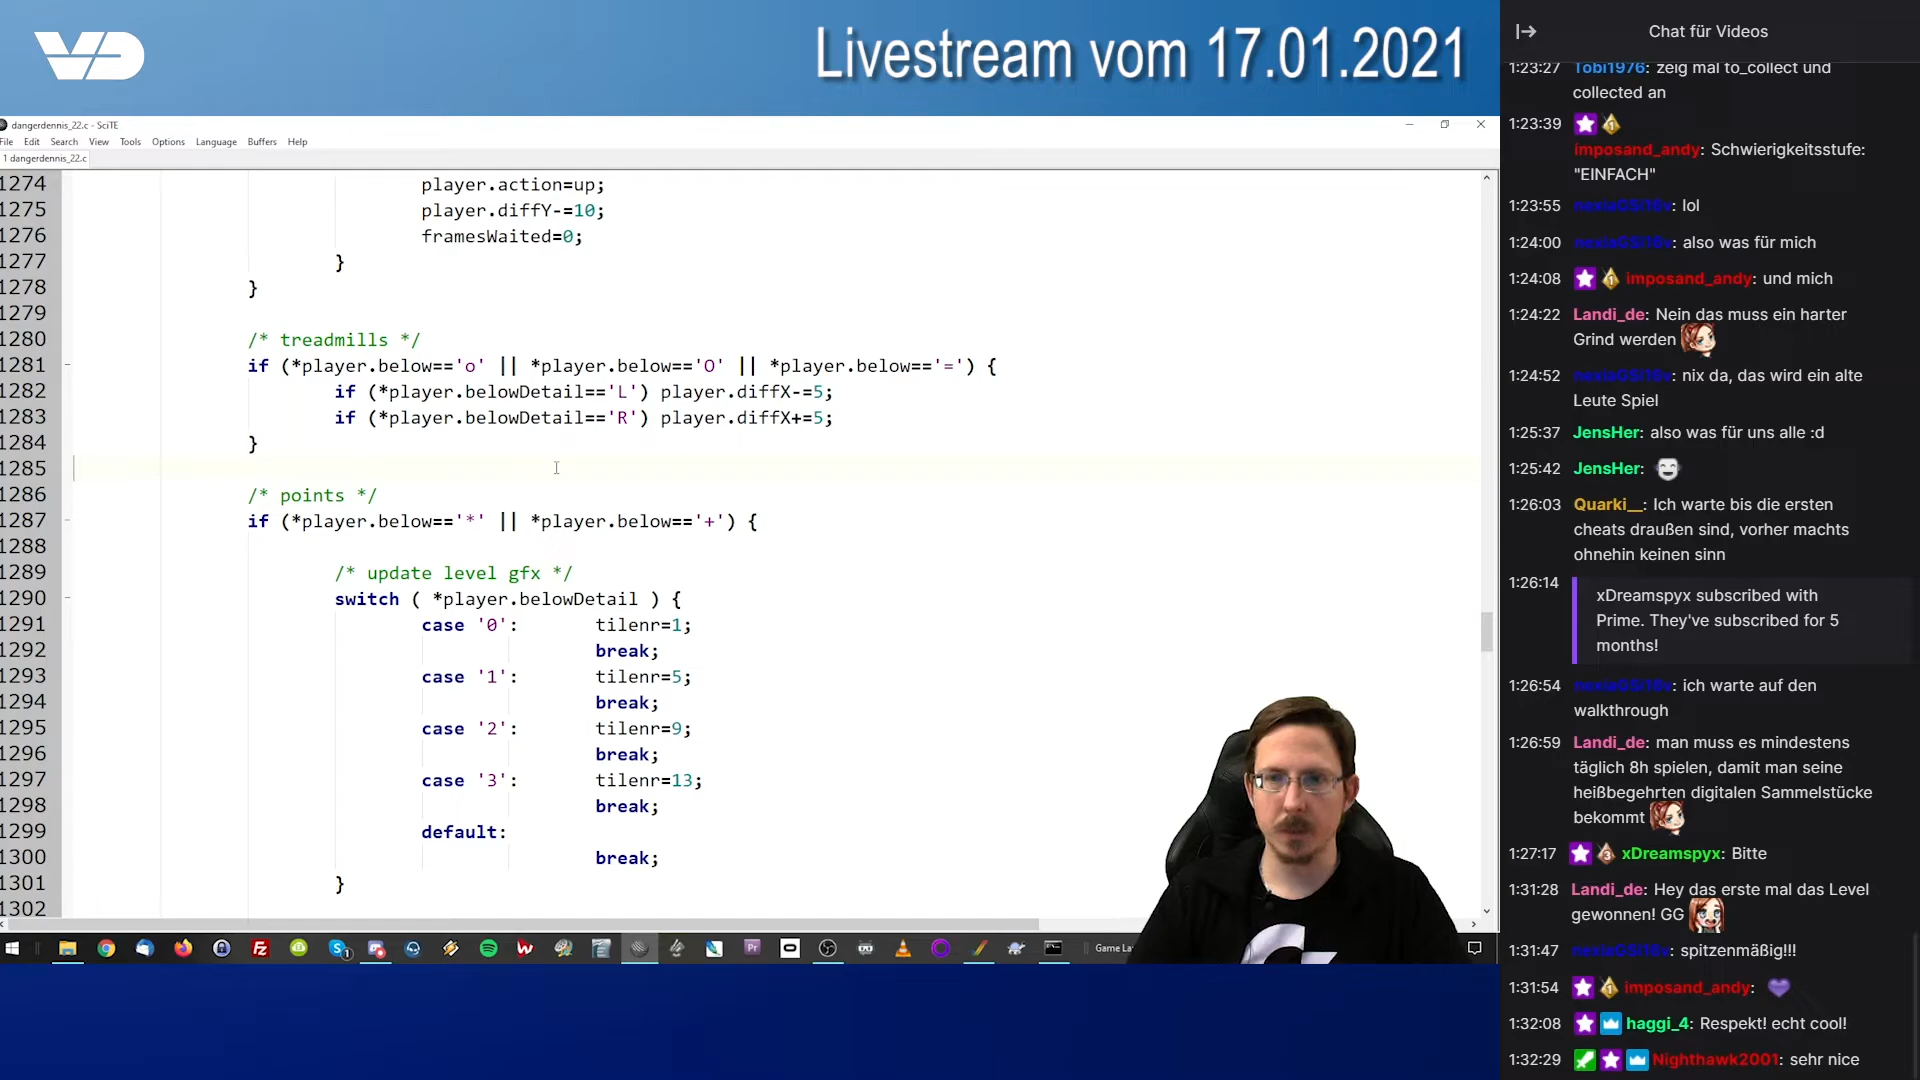 VD
Livestream vom 17.01.2021
dangerdennis_22.c - SciTE
File Edit Search View Tools Options Language Buffers Help
1 dangerdennis_22.c
1274 player.action=up;
1275 player.diffY-=10;
1276 framesWaited=0;
1277 }
1278 }
1279
1280 /* treadmills */
1281 if (*player.below=='o' || *player.below=='O' || *player.below=='=') {
1282 if (*player.belowDetail=='L') player.diffX-=5;
1283 if (*player.belowDetail=='R') player.diffX+=5;
1284 }
1285
1286 /* points */
1287 if (*player.below=='*' || *player.below=='+') {
1288
1289 /* update level gfx */
1290 switch ( *player.belowDetail ) {
1291 case '0': tilenr=1;
1292 break;
1293 case '1': tilenr=5;
1294 break;
1295 case '2': tilenr=9;
1296 break;
1297 case '3': tilenr=13;
1298 break;
1299 default:
1300 break;
1301 }
1302
Game La
Chat für Videos
1:23:27 Tobi1976: zeig mal to_collect und
collected an
1:23:39
imposand_andy: Schwierigkeitsstufe:
"EINFACH"
1:23:55 : lol
1:24:00 : also was für mich
1:24:08 imposand_andy: und mich
1:24:22 Landi_de: Nein das muss ein harter
Grind werden
1:24:52 : nix da, das wird ein alte
Leute Spiel
1:25:37 JensHer: also was für uns alle :d
1:25:42 JensHer:
1:26:03 Quarki__: Ich warte bis die ersten
cheats draußen sind, vorher machts
ohnehin keinen sinn
1:26:14 xDreamspyx subscribed with
Prime. They've subscribed for 5
months!
1:26:54 : ich warte auf den
walkthrough
1:26:59 Landi_de: man muss es mindestens
täglich 8h spielen, damit man seine
heißbegehrten digitalen Sammelstücke
bekommt
1:27:17 xDreamspyx: Bitte
1:31:28 Landi_de: Hey das erste mal das Level
gewonnen! GG
1:31:47 : spitzenmäßig!!!
1:31:54 imposand_andy:
1:32:08 haggi_4: Respekt! echt cool!
1:32:29 Nighthawk2001: sehr nice